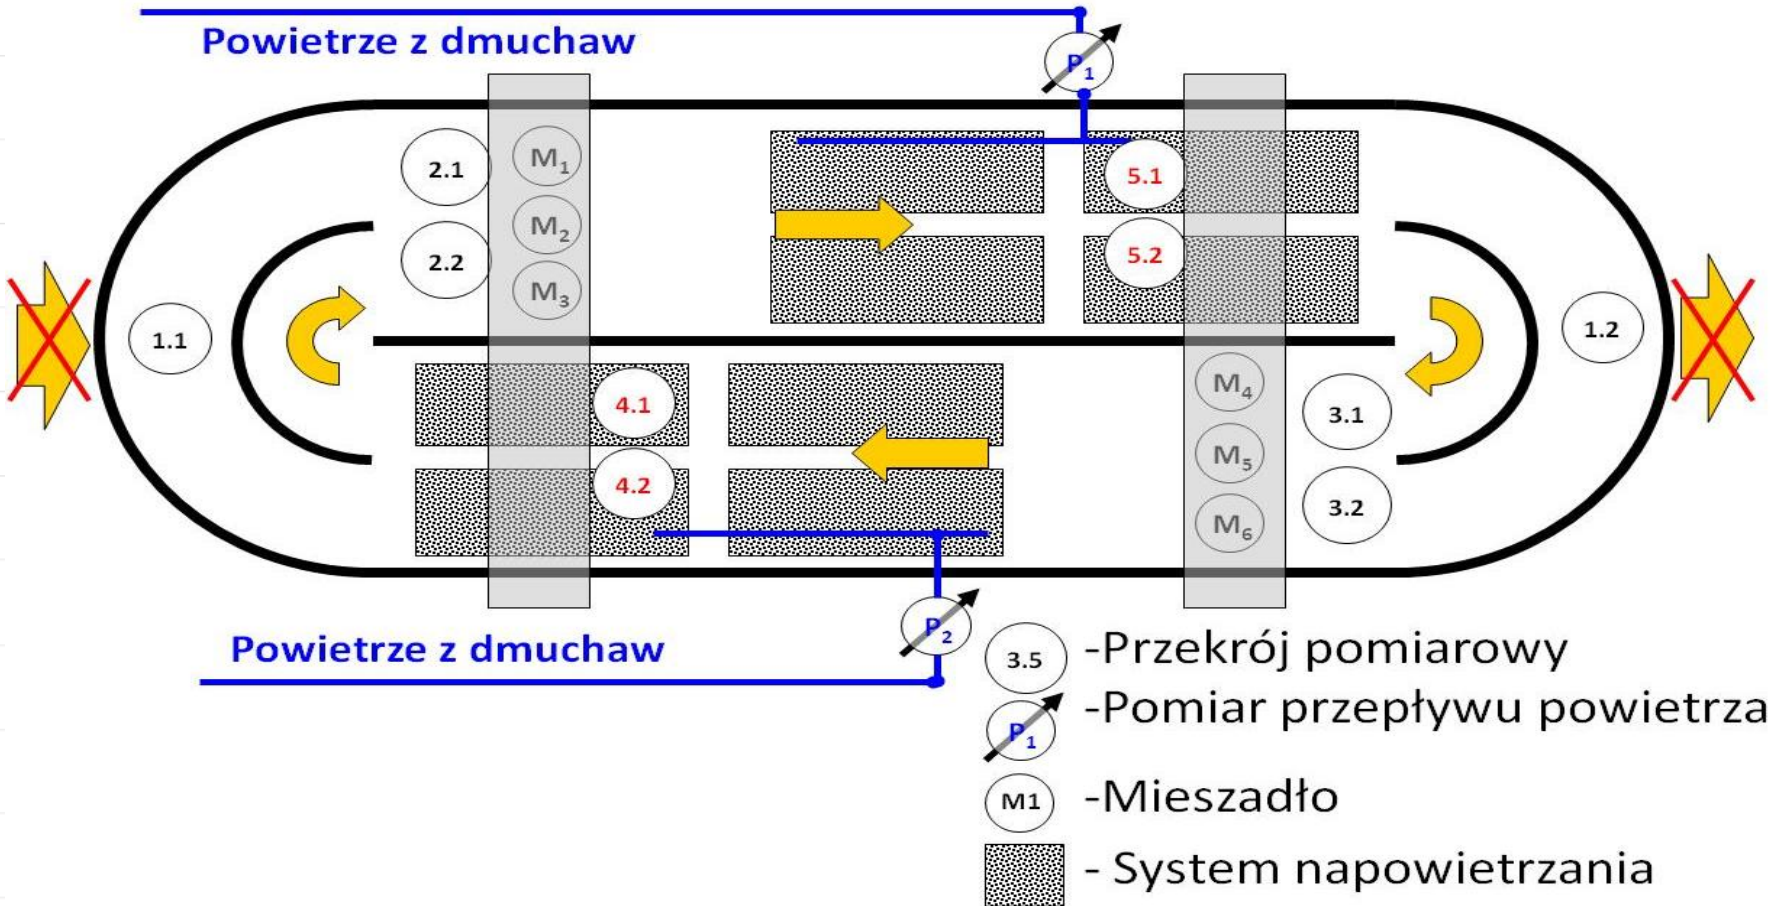 Powietrze z dmuchaw
P1
2.1
M1
5.1
2.2
M2
5.2
M3
1.1
1.2
4.1
M4
3.1
4.2
M5
3.2
M6
Powietrze z dmuchaw
P2
3.5 -Przekrój pomiarowy
P1 -Pomiar przepływu powietrza
M1 -Mieszadło
- System napowietrzania